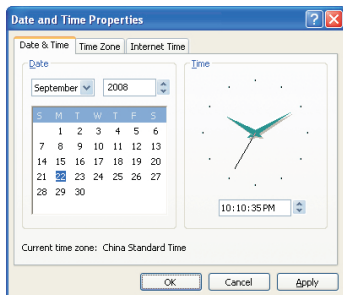 Date and Time Properties
Date & Time Time Zone Internet Time
Date
Time
September 2008
S M T W T F S
1 2 3 4 5 6
7 8 9 10 11 12 13
14 15 16 17 18 19 20
21 22 23 24 25 26 27
28 29 30
10:10:35 PM
Current time zone: China Standard Time
OK Cancel Apply